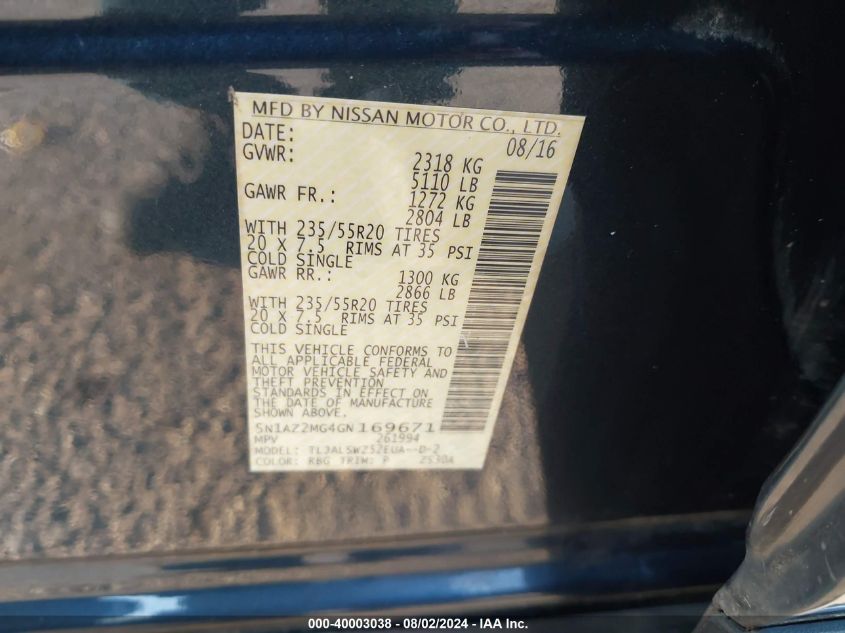 MFD BY NISSAN MOTOR CO., LTD.
DATE: 08/16
GVWR: 2318 KG
5110 LB
GAWR FR.: 1272 KG
2804 LB
WITH 235/55R20 TIRES
20 X 7.5 RIMS AT 35 PSI
COLD SINGLE
GAWR RR.: 1300 KG
2866 LB
WITH 235/55R20 TIRES
20 X 7.5 RIMS AT 35 PSI
COLD SINGLE
THIS VEHICLE CONFORMS TO
ALL APPLICABLE FEDERAL
MOTOR VEHICLE SAFETY AND
THEFT PREVENTION
STANDARDS IN EFFECT ON
THE DATE OF MANUFACTURE
SHOWN ABOVE.
5N1AZ2MG4GN169671
MPV 261994
MODEL: TLJALSWZ52EUA--D-2
COLOR: RBG TRIM: P 2530A
000-40003038 - 08/02/2024 - IAA Inc.